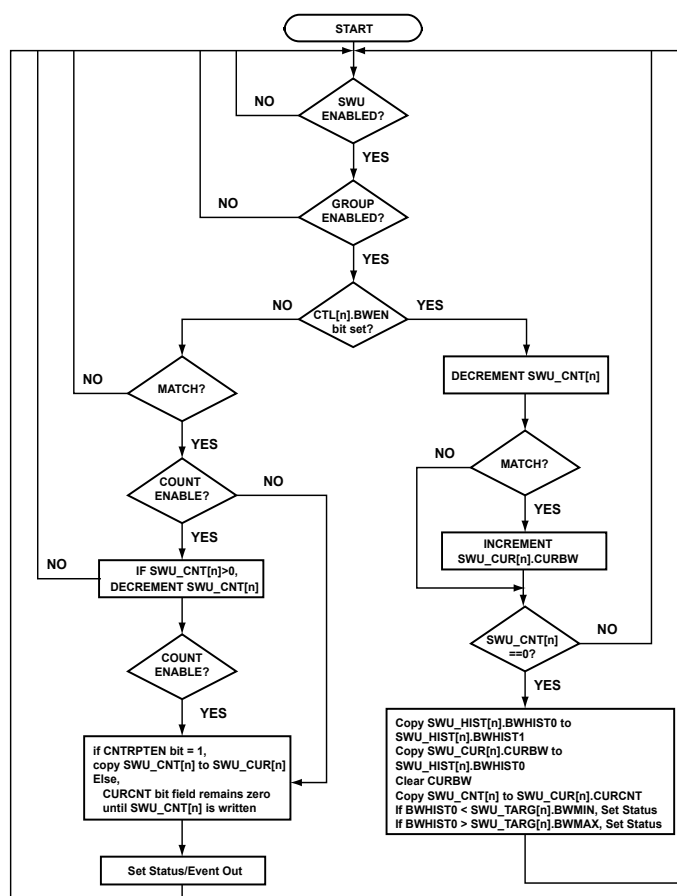 START
SWU
ENABLED?
NO
YES
GROUP
ENABLED?
NO
YES
CTL[n].BWEN
bit set?
NO
YES
MATCH?
NO
YES
COUNT
ENABLE?
NO
YES
IF SWU_CNT[n]>0,
DECREMENT SWU_CNT[n]
NO
COUNT
ENABLE?
YES
if CNTRPTEN bit = 1,
copy SWU_CNT[n] to SWU_CUR[n]
Else,
CURCNT bit field remains zero
until SWU_CNT[n] is written
Set Status/Event Out
DECREMENT SWU_CNT[n]
MATCH?
NO
YES
INCREMENT
SWU_CUR[n].CURBW
SWU_CNT[n]
==0?
NO
YES
Copy SWU_HIST[n].BWHIST0 to
SWU_HIST[n].BWHIST1
Copy SWU_CUR[n].CURBW to
SWU_HIST[n].BWHIST0
Clear CURBW
Copy SWU_CNT[n] to SWU_CUR[n].CURCNT
If BWHIST0 < SWU_TARG[n].BWMIN, Set Status
If BWHIST0 > SWU_TARG[n].BWMAX, Set Status